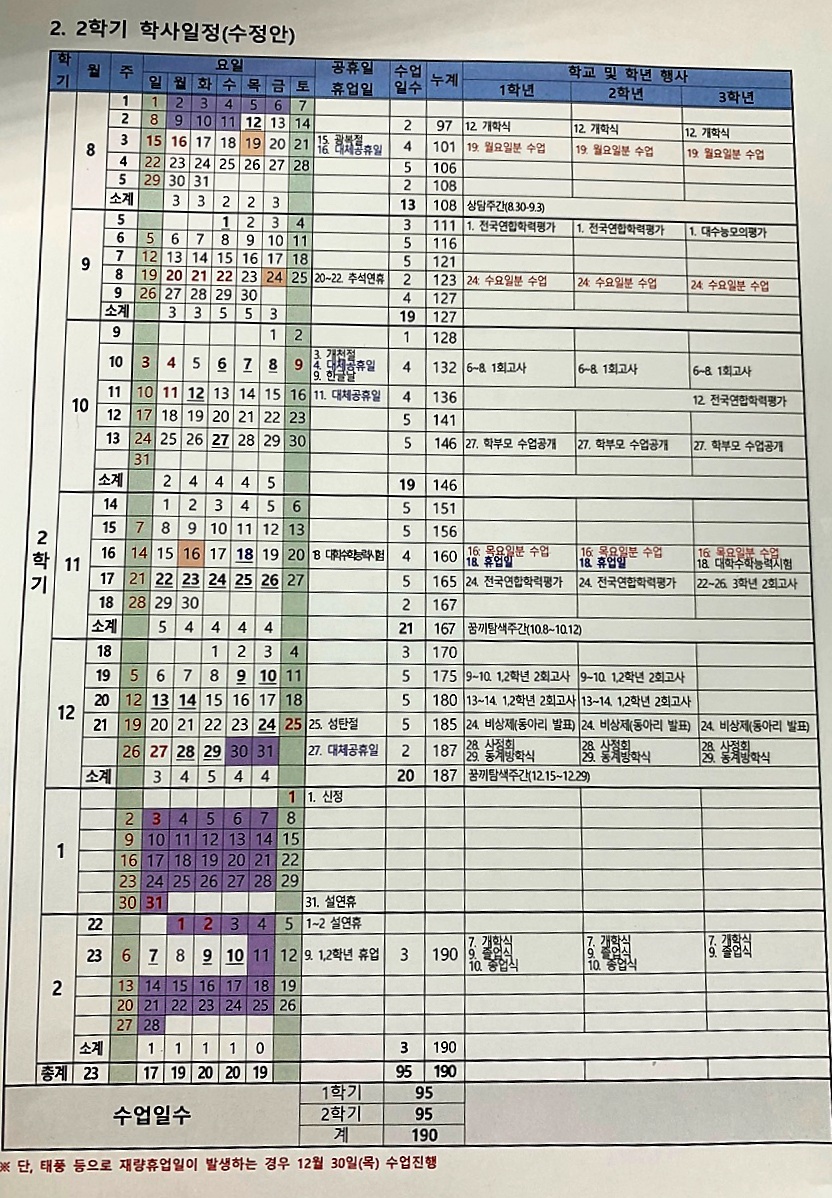 2. 2학기 학사일정(수정안)
학기 월 주 요일 공휴일 휴업일 수업일수 누계 학교 및 학년 행사
일 월 화 수 목 금 토 1학년 2학년 3학년
2학기
8
1 1 2 3 4 5 6 7
2 8 9 10 11 12 13 14 2 97 12. 개학식 12. 개학식 12. 개학식
3 15 16 17 18 19 20 21 15. 광복절 16. 대체공휴일 4 101 19: 월요일분 수업 19: 월요일분 수업 19: 월요일분 수업
4 22 23 24 25 26 27 28 5 106
5 29 30 31 2 108
소계 3 3 2 2 3 13 108 상담주간(8.30-9.3)
9
5 1 2 3 4 3 111 1. 전국연합학력평가 1. 전국연합학력평가 1. 대수능모의평가
6 5 6 7 8 9 10 11 5 116
7 12 13 14 15 16 17 18 5 121
8 19 20 21 22 23 24 25 20~22. 추석연휴 2 123 24: 수요일분 수업 24: 수요일분 수업 24: 수요일분 수업
9 26 27 28 29 30 4 127
소계 3 3 5 5 3 19 127
10
9 1 2 1 128
10 3 4 5 6 7 8 9 3. 개천절 4. 대체공휴일 9. 한글날 4 132 6~8. 1회고사 6~8. 1회고사 6~8. 1회고사
11 10 11 12 13 14 15 16 11. 대체공휴일 4 136 12. 전국연합학력평가
12 17 18 19 20 21 22 23 5 141
13 24 25 26 27 28 29 30 5 146 27. 학부모 수업공개 27. 학부모 수업공개 27. 학부모 수업공개
31
소계 2 4 4 4 5 19 146
11
14 1 2 3 4 5 6 5 151
15 7 8 9 10 11 12 13 5 156
16 14 15 16 17 18 19 20 18 대학수학능력시험 4 160 16: 목요일분 수업 18. 휴업일 16: 목요일분 수업 18. 휴업일 16: 목요일분 수업 18. 대학수학능력시험
17 21 22 23 24 25 26 27 5 165 24. 전국연합학력평가 24. 전국연합학력평가 22~26. 3학년 2회고사
18 28 29 30 2 167
소계 5 4 4 4 4 21 167 꿈끼탐색주간(10.8~10.12)
12
18 1 2 3 4 3 170
19 5 6 7 8 9 10 11 5 175 9~10. 1,2학년 2회고사 9~10. 1,2학년 2회고사
20 12 13 14 15 16 17 18 5 180 13~14. 1,2학년 2회고사 13~14. 1,2학년 2회고사
21 19 20 21 22 23 24 25 25. 성탄절 5 185 24. 비상제(동아리 발표) 24. 비상제(동아리 발표) 24. 비상제(동아리 발표)
26 27 28 29 30 31 27. 대체공휴일 2 187 28. 사정회 29. 동계방학식 28. 사정회 29. 동계방학식 28. 사정회 29. 동계방학식
소계 3 4 5 4 4 20 187 꿈끼탐색주간(12.15~12.29)
1
1 1. 신정
2 3 4 5 6 7 8
9 10 11 12 13 14 15
16 17 18 19 20 21 22
23 24 25 26 27 28 29
30 31 31. 설연휴
2
22 1 2 3 4 5 1~2 설연휴
23 6 7 8 9 10 11 12 9. 1,2학년 휴업 3 190 7. 개학식 9. 졸업식 10. 종업식 7. 개학식 9. 졸업식 10. 종업식 7. 개학식 9. 졸업식
13 14 15 16 17 18 19
20 21 22 23 24 25 26
27 28
소계 1 1 1 1 0 3 190
총계 23 17 19 20 20 19 95 190
수업일수
1학기 95
2학기 95
계 190
※ 단, 태풍 등으로 재량휴업일이 발생하는 경우 12월 30일(목) 수업진행